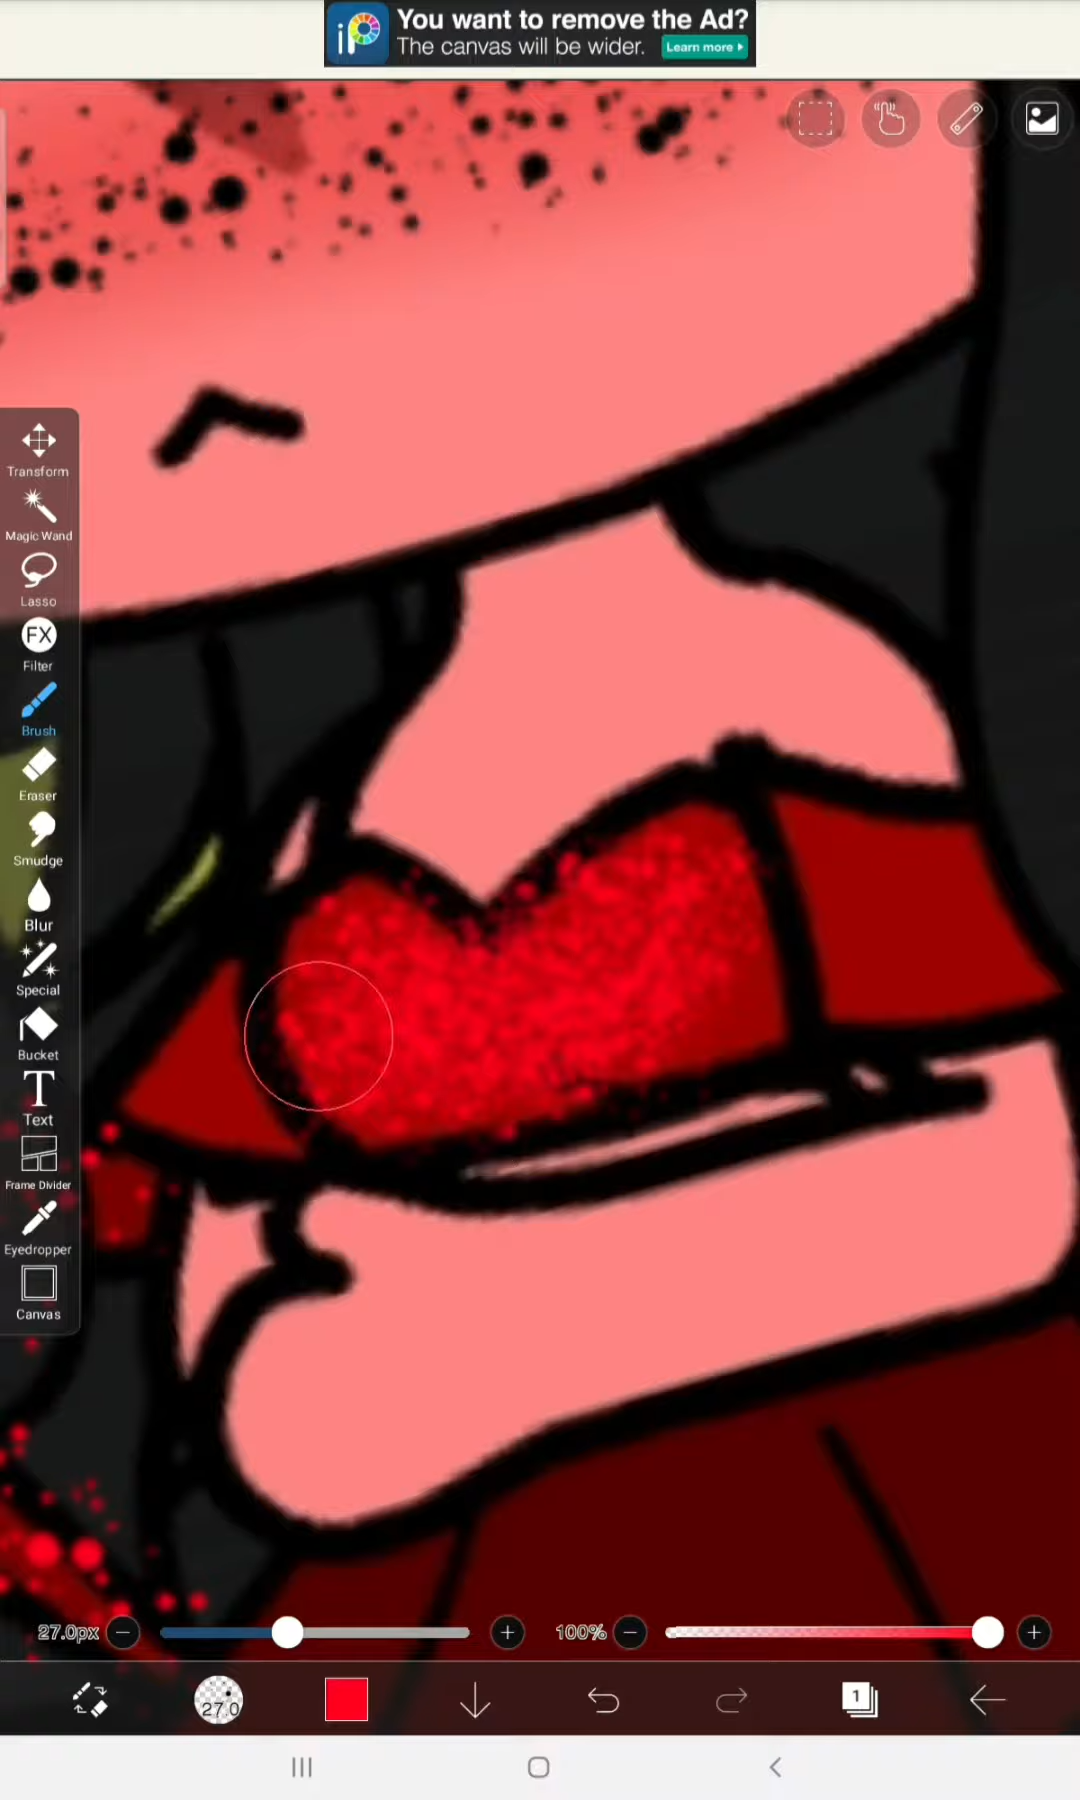 iP
You want to remove the Ad?
The canvas will be wider.
Learn more
Transform
Magic Wand
Lasso
FX
Filter
Brush
Eraser
Smudge
Blur
Special
Bucket
T
Text
Frame Divider
Eyedropper
Canvas
27.0px
100%
27.0
1